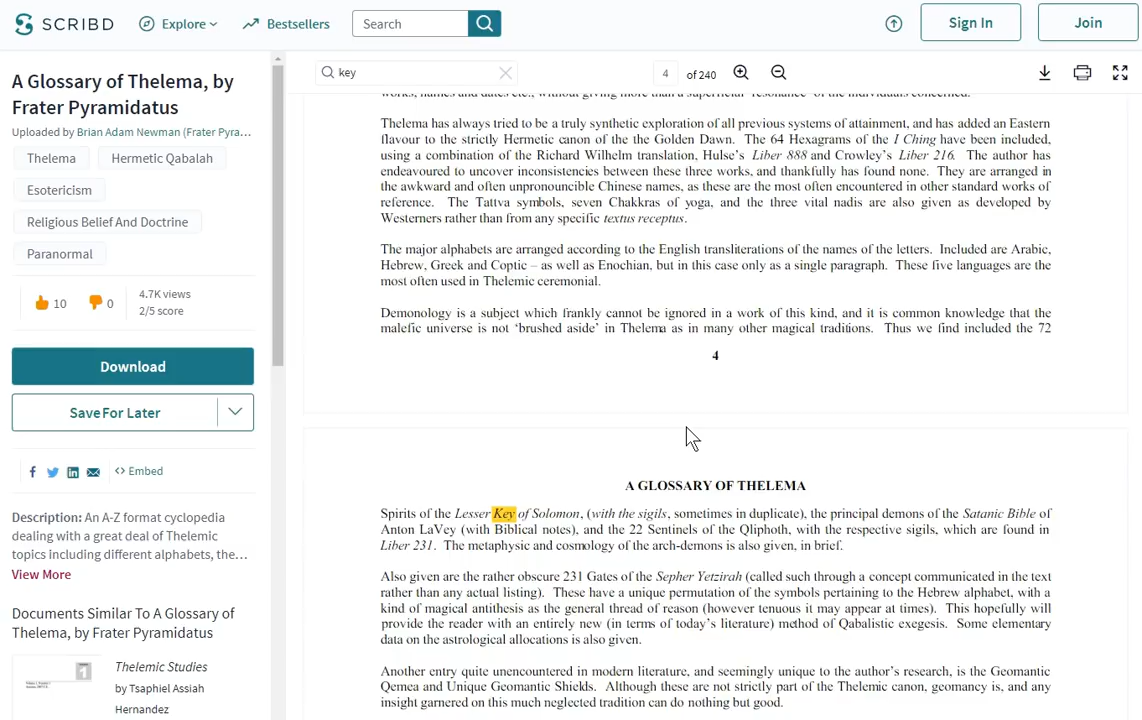 SCRIBD
Explore
Bestsellers
Search
Sign In
Join
A Glossary of Thelema, by
Frater Pyramidatus
Uploaded by Brian Adam Newman (Frater Pyra...
Thelema
Hermetic Qabalah
Esotericism
Religious Belief And Doctrine
Paranormal
10
0
4.7K views
2/5 score
Download
Save For Later
Embed
Description: An A-Z format cyclopedia
dealing with a great deal of Thelemic
topics including different alphabets, the...
View More
Documents Similar To A Glossary of
Thelema, by Frater Pyramidatus
Thelemic Studies
by Tsaphiel Assiah
Hernandez
key
4 of 240
works, names and dates etc., without giving more than a superficial 'resonance' of the individuals concerned.
Thelema has always tried to be a truly synthetic exploration of all previous systems of attainment, and has added an Eastern
flavour to the strictly Hermetic canon of the the Golden Dawn. The 64 Hexagrams of the I Ching have been included,
using a combination of the Richard Wilhelm translation, Hulse's Liber 888 and Crowley's Liber 216. The author has
endeavoured to uncover inconsistencies between these three works, and thankfully has found none. They are arranged in
the awkward and often unpronouncible Chinese names, as these are the most often encountered in other standard works of
reference. The Tattva symbols, seven Chakkras of yoga, and the three vital nadis are also given as developed by
Westerners rather than from any specific textus receptus.
The major alphabets are arranged according to the English transliterations of the names of the letters. Included are Arabic,
Hebrew, Greek and Coptic – as well as Enochian, but in this case only as a single paragraph. These five languages are the
most often used in Thelemic ceremonial.
Demonology is a subject which frankly cannot be ignored in a work of this kind, and it is common knowledge that the
malefic universe is not 'brushed aside' in Thelema as in many other magical traditions. Thus we find included the 72
4
A GLOSSARY OF THELEMA
Spirits of the Lesser Key of Solomon, (with the sigils, sometimes in duplicate), the principal demons of the Satanic Bible of
Anton LaVey (with Biblical notes), and the 22 Sentinels of the Qliphoth, with the respective sigils, which are found in
Liber 231. The metaphysic and cosmology of the arch-demons is also given, in brief.
Also given are the rather obscure 231 Gates of the Sepher Yetzirah (called such through a concept communicated in the text
rather than any actual listing). These have a unique permutation of the symbols pertaining to the Hebrew alphabet, with a
kind of magical antithesis as the general thread of reason (however tenuous it may appear at times). This hopefully will
provide the reader with an entirely new (in terms of today's literature) method of Qabalistic exegesis. Some elementary
data on the astrological allocations is also given.
Another entry quite unencountered in modern literature, and seemingly unique to the author's research, is the Geomantic
Qemea and Unique Geomantic Shields. Although these are not strictly part of the Thelemic canon, geomancy is, and any
insight garnered on this much neglected tradition can do nothing but good.